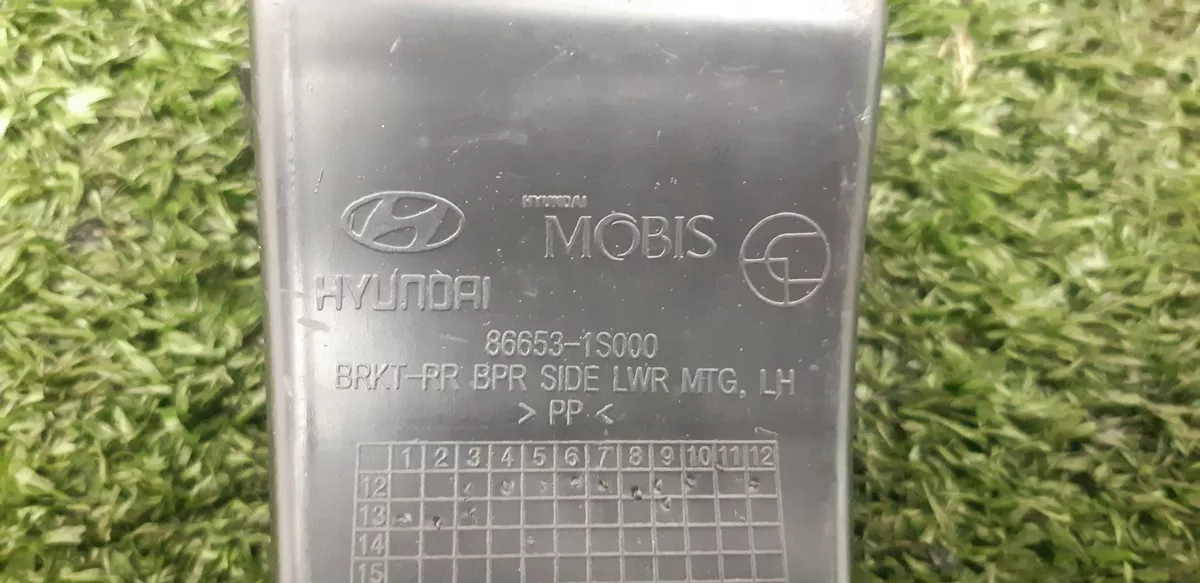 HYUNDAI
MOBIS
HYUNDAI
86653-1S000
BRKT-RR BPR SIDE LWR MTG, LH
> PP <
1 2 3 4 5 6 7 8 9 10 11 12
12
13
14
15